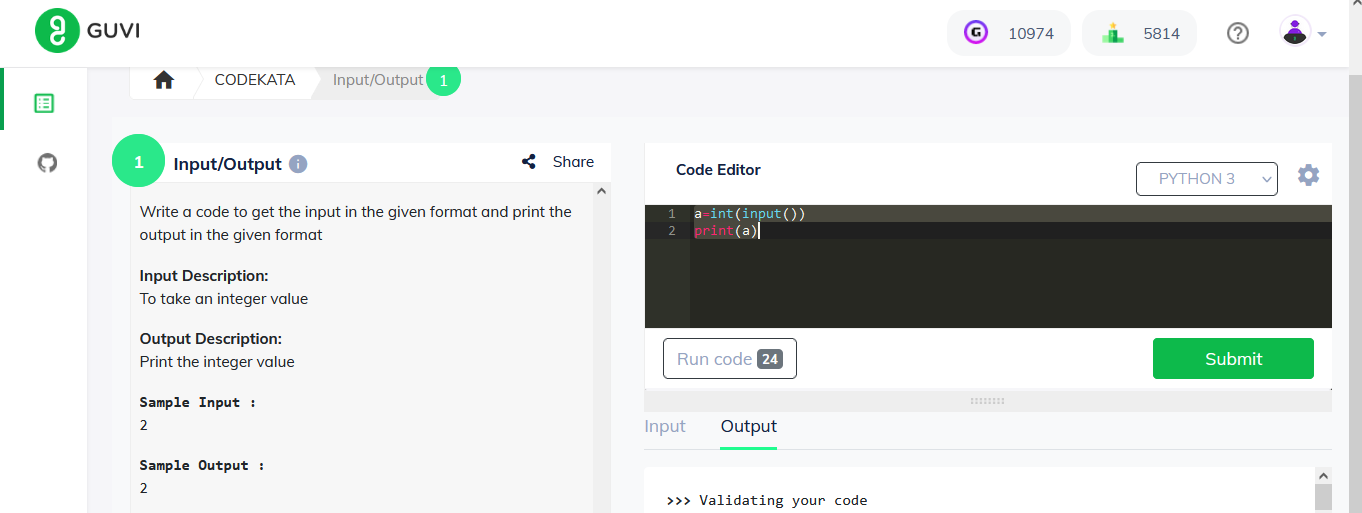 GUVI
10974
5814
CODEKATA
Input/Output
1
1
Input/Output
Share
Write a code to get the input in the given format and print the
output in the given format
Input Description:
To take an integer value
Output Description:
Print the integer value
Sample Input :
2
Sample Output :
2
Code Editor
PYTHON 3
1 a=int(input())
2 print(a)
Run code 24
Submit
Input
Output
>>> Validating your code